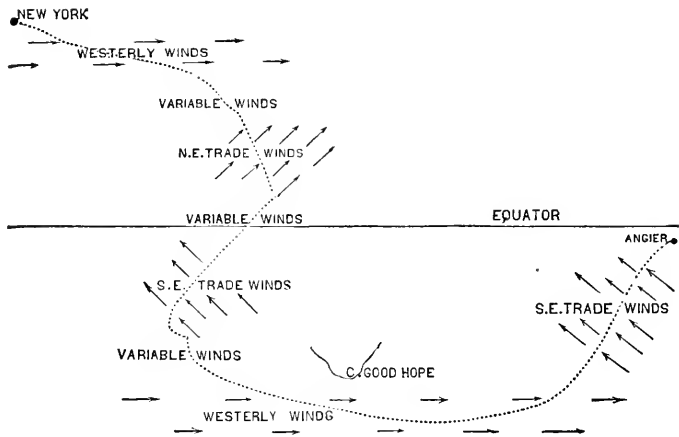 NEW YORK
WESTERLY WINDS
VARIABLE WINDS
N.E. TRADE WINDS
VARIABLE WINDS
EQUATOR
ANGIER
S.E. TRADE WINDS
S.E. TRADE WINDS
VARIABLE WINDS
C. GOOD HOPE
WESTERLY WINDG